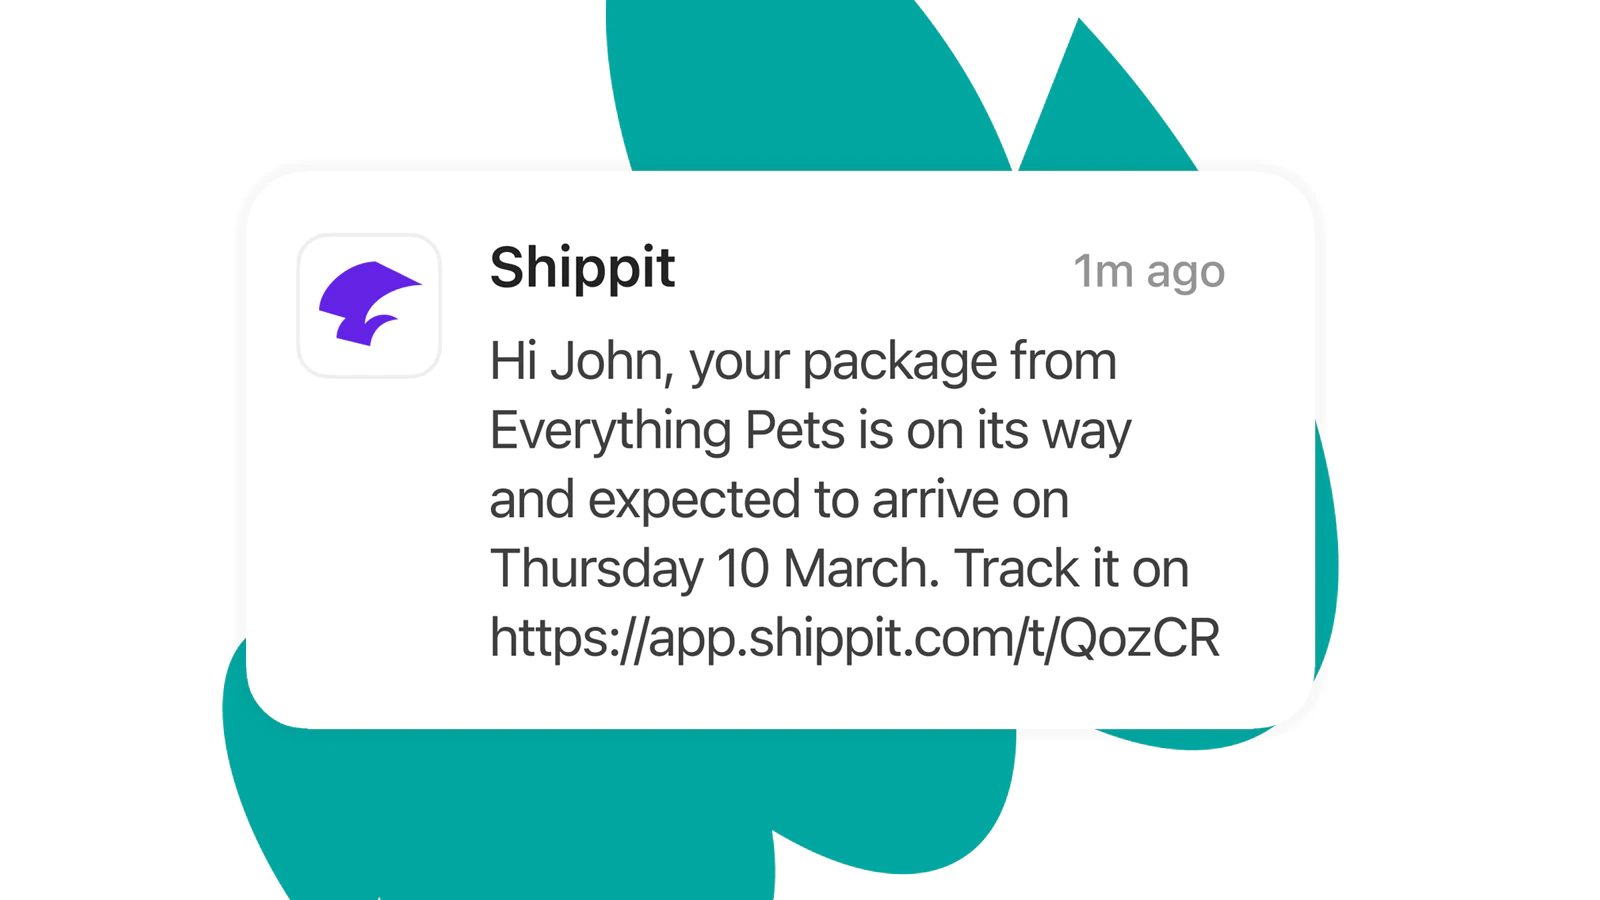 Shippit
1m ago
Hi John, your package from
Everything Pets is on its way
and expected to arrive on
Thursday 10 March. Track it on
https://app.shippit.com/t/QozCR